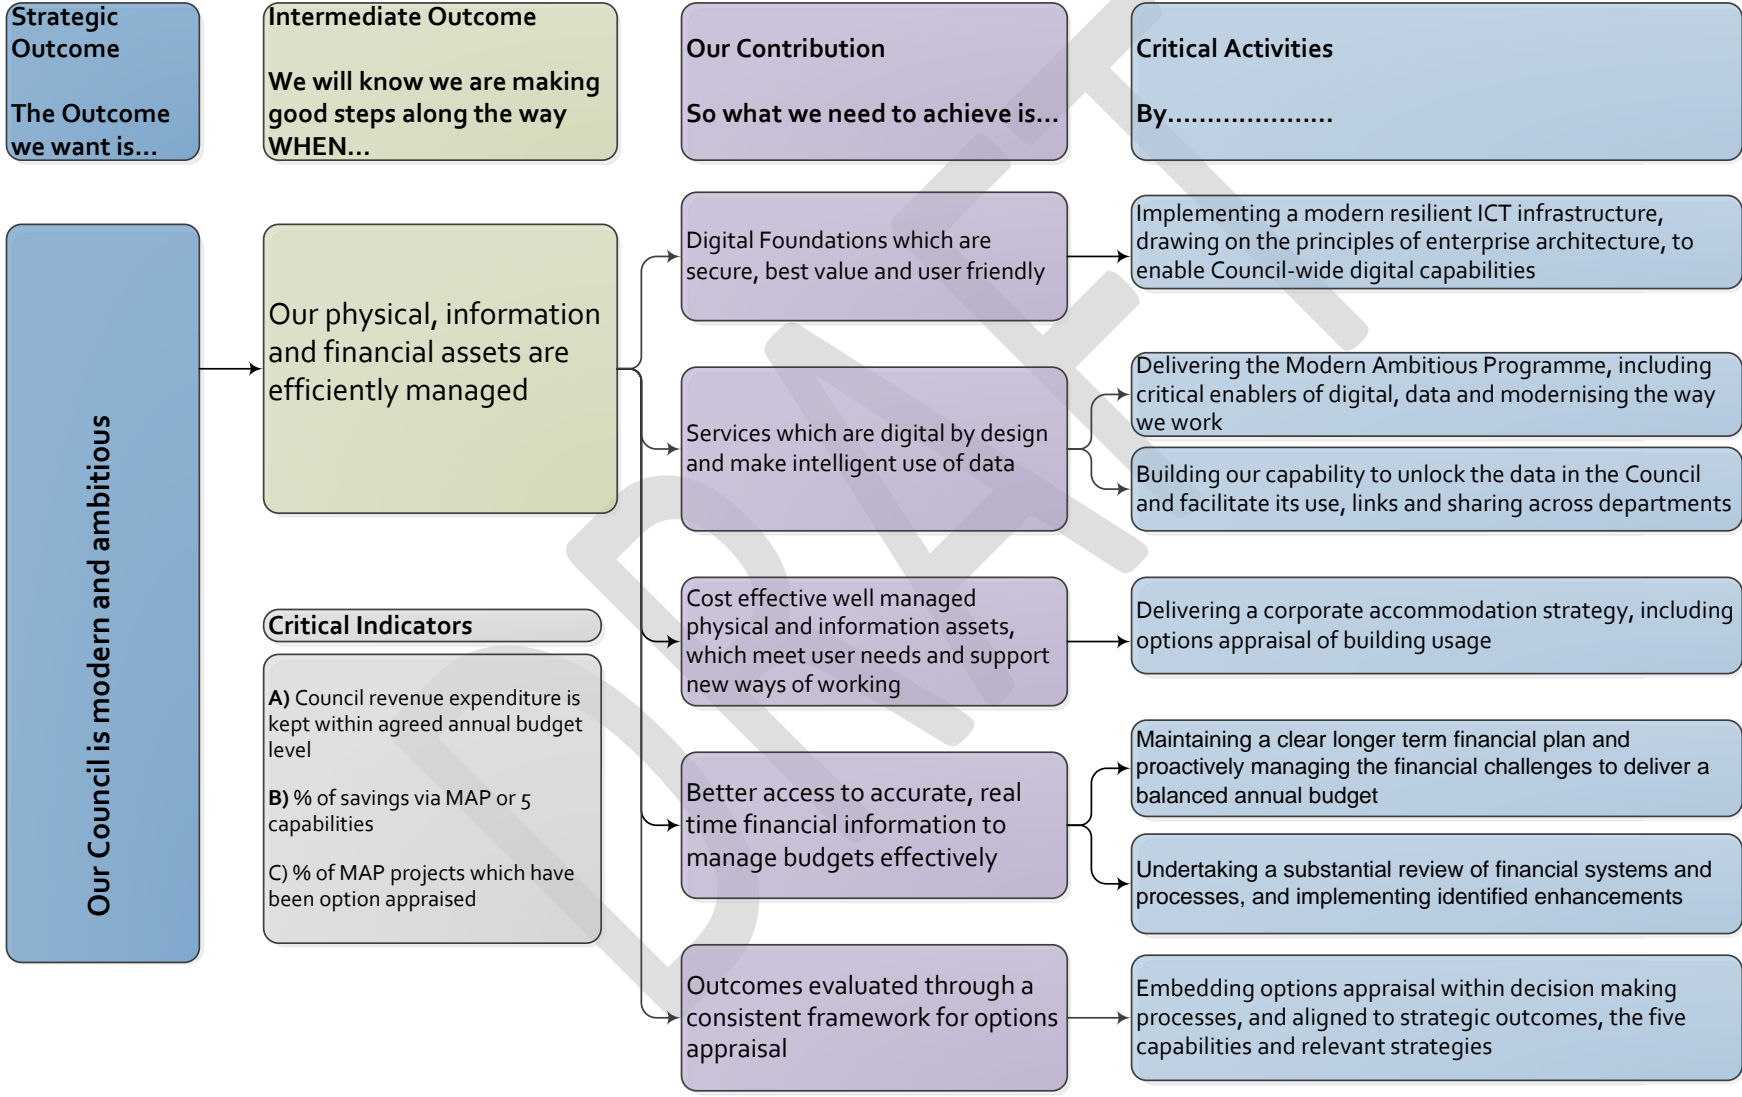 Strategic
Outcome
The Outcome
we want is...
Intermediate Outcome
We will know we are making
good steps along the way
WHEN...
Our Contribution
So what we need to achieve is...
Critical Activities
By.....................
Our Council is modern and ambitious
Our physical, information
and financial assets are
efficiently managed
Critical Indicators
A) Council revenue expenditure is
kept within agreed annual budget
level
B) % of savings via MAP or 5
capabilities
C) % of MAP projects which have
been option appraised
Digital Foundations which are
secure, best value and user friendly
Services which are digital by design
and make intelligent use of data
Cost effective well managed
physical and information assets,
which meet user needs and support
new ways of working
Better access to accurate, real
time financial information to
manage budgets effectively
Outcomes evaluated through a
consistent framework for options
appraisal
Implementing a modern resilient ICT infrastructure,
drawing on the principles of enterprise architecture, to
enable Council-wide digital capabilities
Delivering the Modern Ambitious Programme, including
critical enablers of digital, data and modernising the way
we work
Building our capability to unlock the data in the Council
and facilitate its use, links and sharing across departments
Delivering a corporate accommodation strategy, including
options appraisal of building usage
Maintaining a clear longer term financial plan and
proactively managing the financial challenges to deliver a
balanced annual budget
Undertaking a substantial review of financial systems and
processes, and implementing identified enhancements
Embedding options appraisal within decision making
processes, and aligned to strategic outcomes, the five
capabilities and relevant strategies
DRAFT